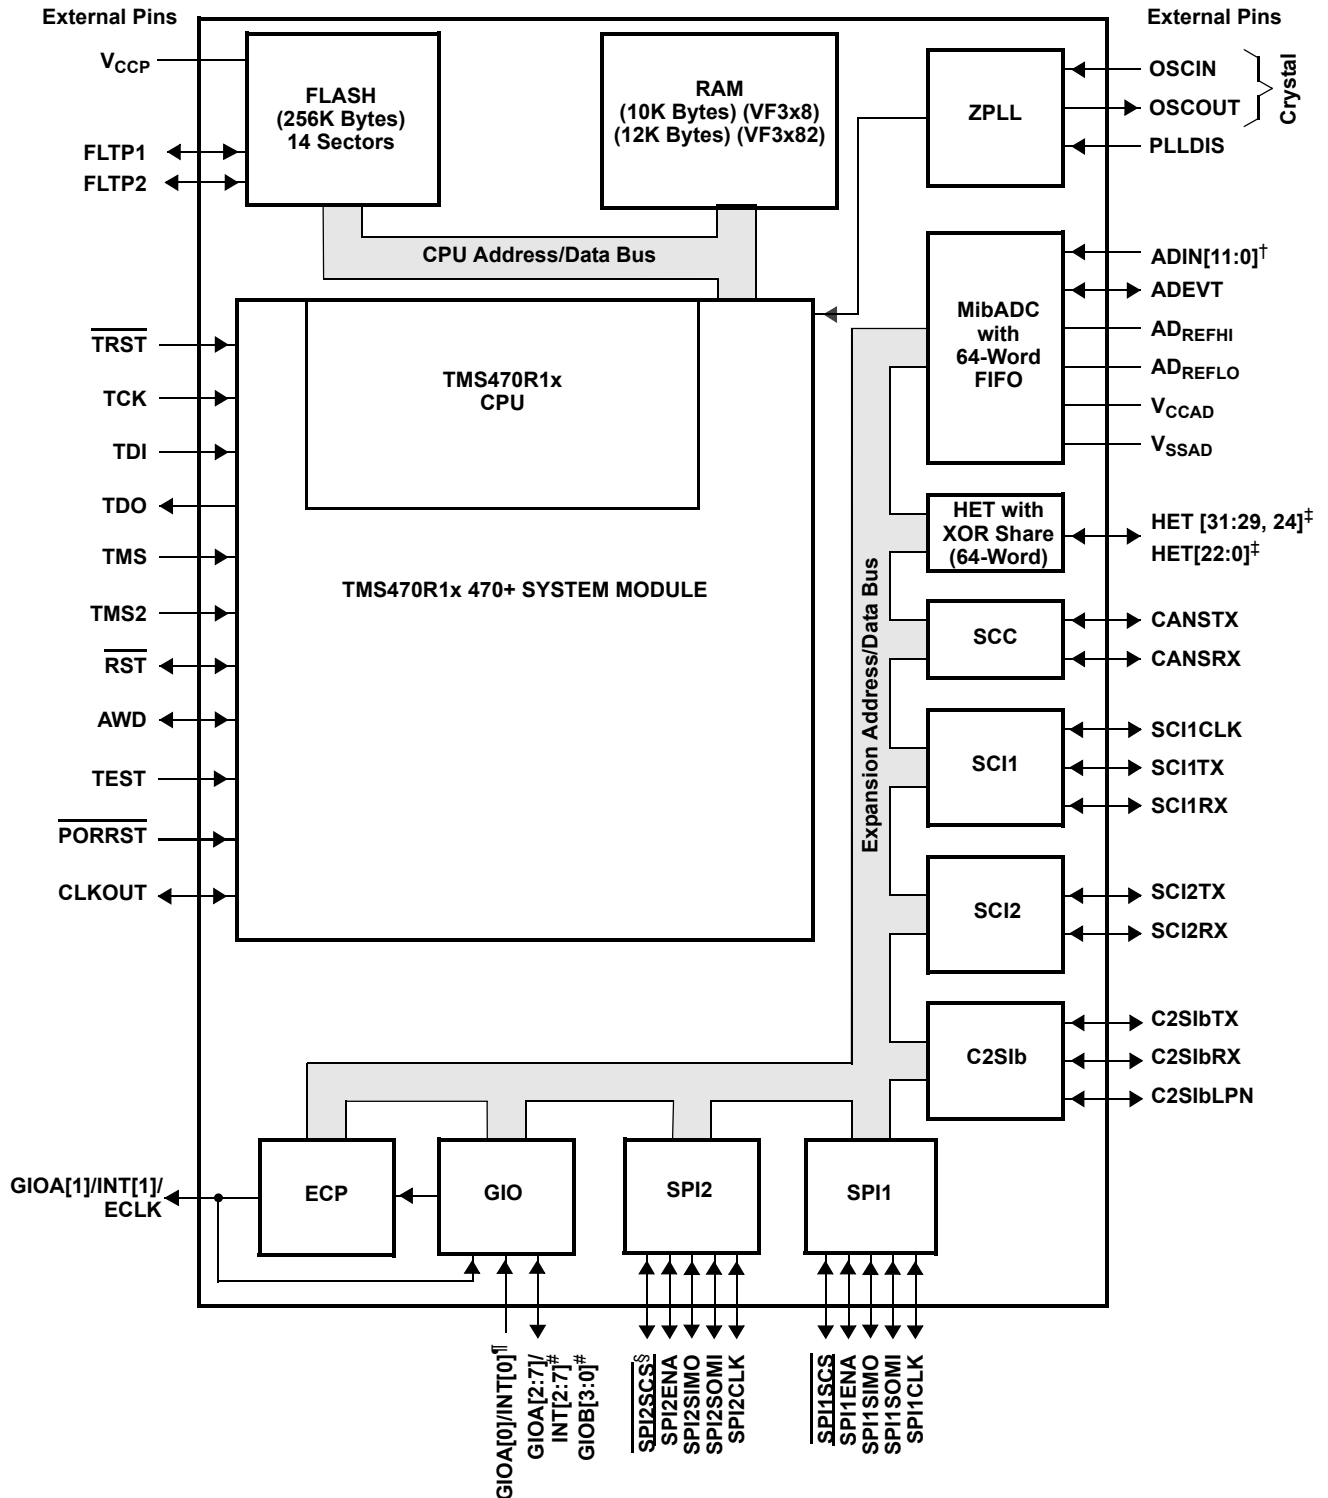 External Pins
External Pins
VCCP
FLTP1
FLTP2
FLASH
(256K Bytes)
14 Sectors
RAM
(10K Bytes) (VF3x8)
(12K Bytes) (VF3x82)
ZPLL
OSCIN
OSCOUT
PLLDIS
Crystal
CPU Address/Data Bus
MibADC
with
64-Word
FIFO
ADIN[11:0]†
ADEVT
ADREFHI
ADREFLO
VCCAD
VSSAD
TRST
TCK
TDI
TDO
TMS
TMS2
RST
AWD
TEST
PORRST
CLKOUT
TMS470R1x
CPU
TMS470R1x 470+ SYSTEM MODULE
Expansion Address/Data Bus
HET with
XOR Share
(64-Word)
HET [31:29, 24]‡
HET[22:0]‡
SCC
CANSTX
CANSRX
SCI1
SCI1CLK
SCI1TX
SCI1RX
SCI2
SCI2TX
SCI2RX
C2SIb
C2SIbTX
C2SIbRX
C2SIbLPN
GIOA[1]/INT[1]/
ECLK
ECP
GIO
SPI2
SPI1
GIOA[0]/INT[0]¶
GIOA[2:7]/
INT[2:7]#
GIOB[3:0]#
SPI2SCS§
SPI2ENA
SPI2SIMO
SPI2SOMI
SPI2CLK
SPI1SCS
SPI1ENA
SPI1SIMO
SPI1SOMI
SPI1CLK